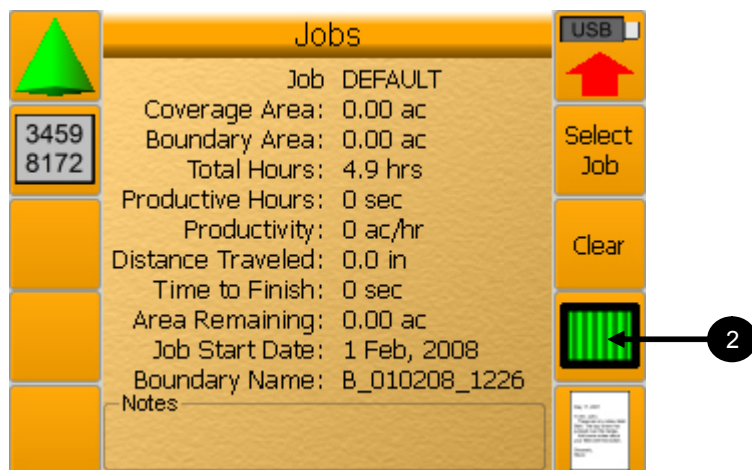 Jobs
USB
Job DEFAULT
Coverage Area: 0.00 ac
Boundary Area: 0.00 ac
Total Hours: 4.9 hrs
Productive Hours: 0 sec
Productivity: 0 ac/hr
Distance Traveled: 0.0 in
Time to Finish: 0 sec
Area Remaining: 0.00 ac
Job Start Date: 1 Feb, 2008
Boundary Name: B_010208_1226
Notes
3459
8172
Select
Job
Clear
2